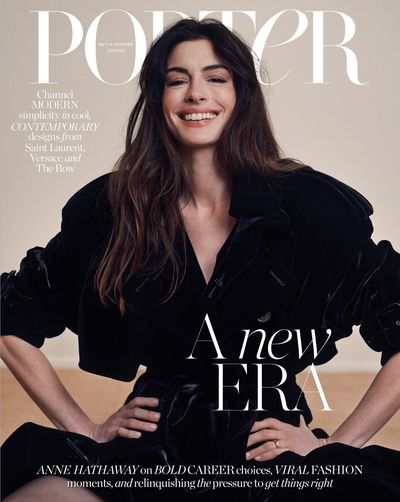 PORTER
NET-A-PORTER
presents
Channel
MODERN
simplicity in cool,
CONTEMPORARY
designs from
Saint Laurent,
Versace and
The Row
A new
ERA
ANNE HATHAWAY on BOLD CAREER choices, VIRAL FASHION
moments, and relinquishing the pressure to get things right